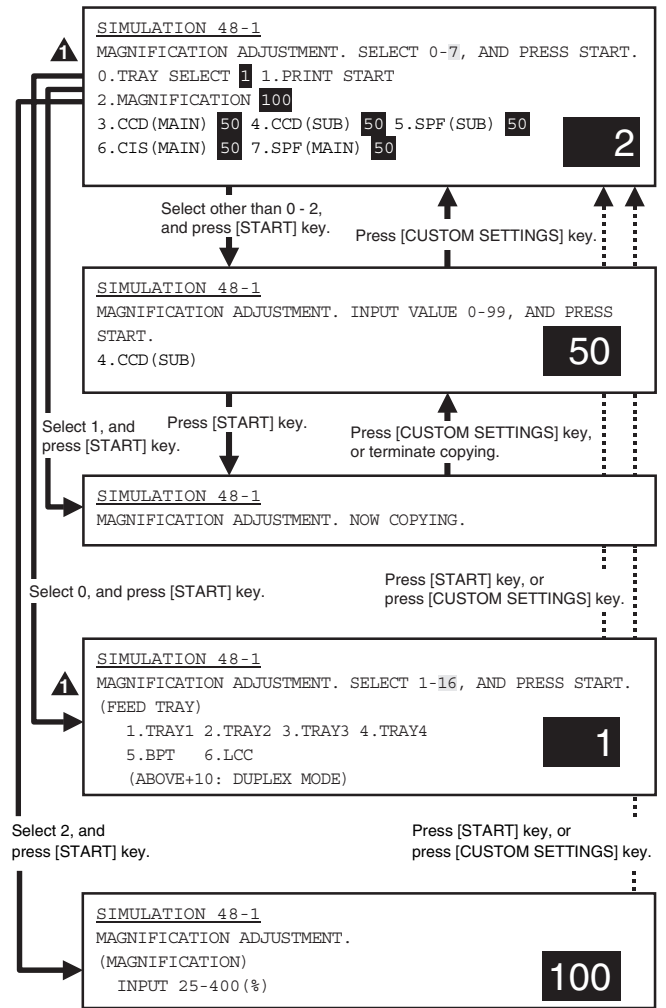 SIMULATION 48-1
1
MAGNIFICATION ADJUSTMENT. SELECT 0-7, AND PRESS START.
0.TRAY SELECT 1 1.PRINT START
2.MAGNIFICATION 100
3.CCD(MAIN) 50 4.CCD(SUB) 50 5.SPF(SUB) 50
6.CIS(MAIN) 50 7.SPF(MAIN) 50
2
Select other than 0 - 2,
and press [START] key.
Press [CUSTOM SETTINGS] key.
SIMULATION 48-1
MAGNIFICATION ADJUSTMENT. INPUT VALUE 0-99, AND PRESS
START.
4.CCD(SUB)
50
Select 1, and
press [START] key.
Press [START] key.
Press [CUSTOM SETTINGS] key,
or terminate copying.
SIMULATION 48-1
MAGNIFICATION ADJUSTMENT. NOW COPYING.
Select 0, and press [START] key.
Press [START] key, or
press [CUSTOM SETTINGS] key.
SIMULATION 48-1
1
MAGNIFICATION ADJUSTMENT. SELECT 1-16, AND PRESS START.
(FEED TRAY)
1.TRAY1 2.TRAY2 3.TRAY3 4.TRAY4
5.BPT 6.LCC
(ABOVE+10: DUPLEX MODE)
1
Select 2, and
press [START] key.
Press [START] key, or
press [CUSTOM SETTINGS] key.
SIMULATION 48-1
MAGNIFICATION ADJUSTMENT.
(MAGNIFICATION)
INPUT 25-400(%)
100